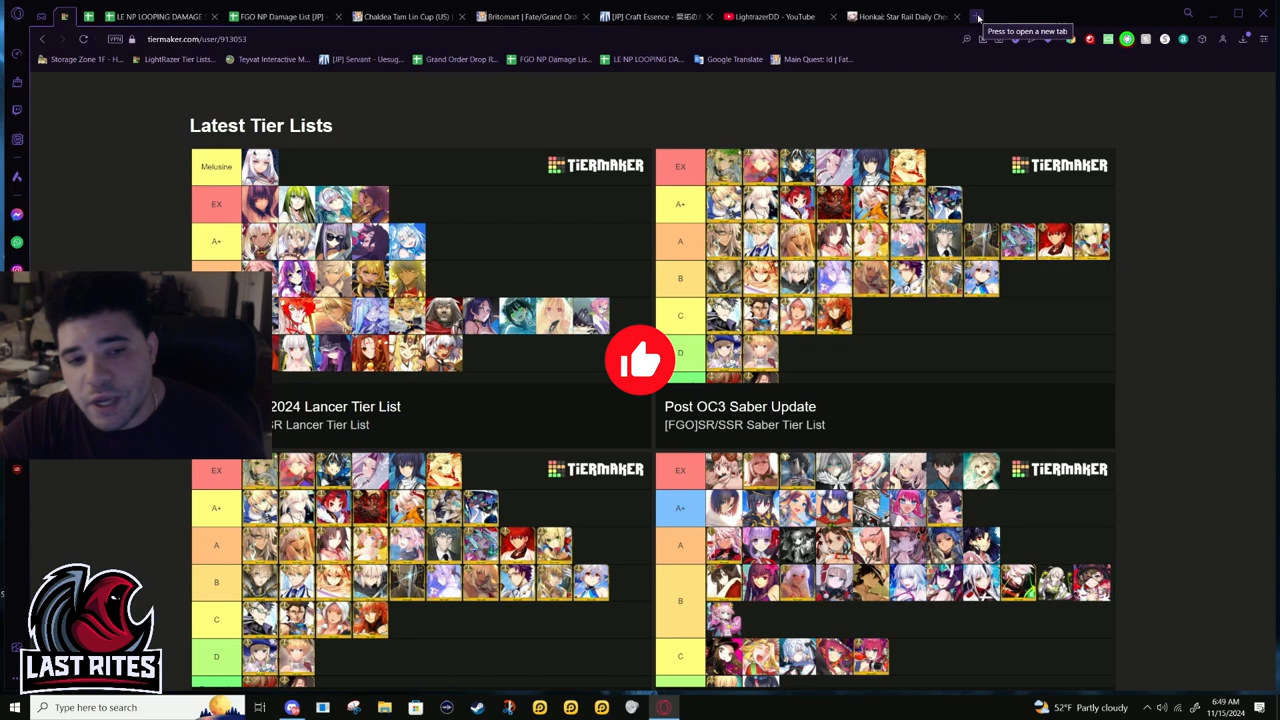 LE NP LOOPING DAMAGE
FGO NP Damage List [JP] -
Chaldea Tam Lin Cup (US)
Britomart | Fate/Grand Ord
LightrazerDD - YouTube
Honkai: Star Rail Daily Che
Press to open a new tab
VPN
tiermaker.com/user/913053
Storage Zone 1F - H...
LightRazer Tier Lists...
Teyvat Interactive M...
[JP] Servant - Uesug...
Grand Order Drop R...
FGO NP Damage Lis...
LE NP LOOPING DA...
Google Translate
Main Quest: Id | Fat...
Latest Tier Lists
Melusine
TiERMAKER
EX
A+
EX
TiERMAKER
A+
A
B
C
D
2024 Lancer Tier List
R Lancer Tier List
Post OC3 Saber Update
[FGO]SR/SSR Saber Tier List
EX
TiERMAKER
A+
A
B
C
D
EX
TiERMAKER
A+
A
B
C
LAST RITES
Type here to search
52°F Partly cloudy
6:49 AM
11/15/2024